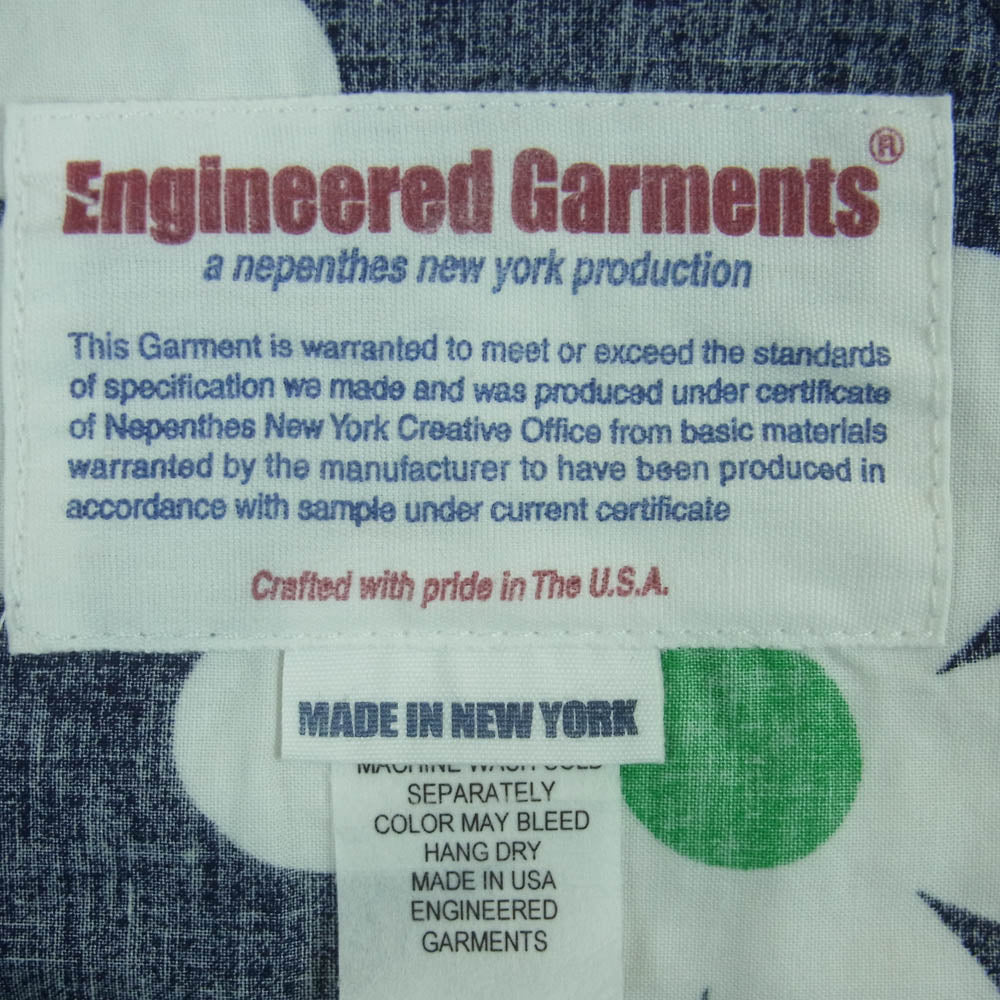 Engineered Garments®
a nepenthes new york production
This Garment is warranted to meet or exceed the standards
of specification we made and was produced under certificate
of Nepenthes New York Creative Office from basic materials
warranted by the manufacturer to have been produced in
accordance with sample under current certificate
Crafted with pride in The U.S.A.
MADE IN NEW YORK
MACHINE WASH COLD
SEPARATELY
COLOR MAY BLEED
HANG DRY
MADE IN USA
ENGINEERED
GARMENTS